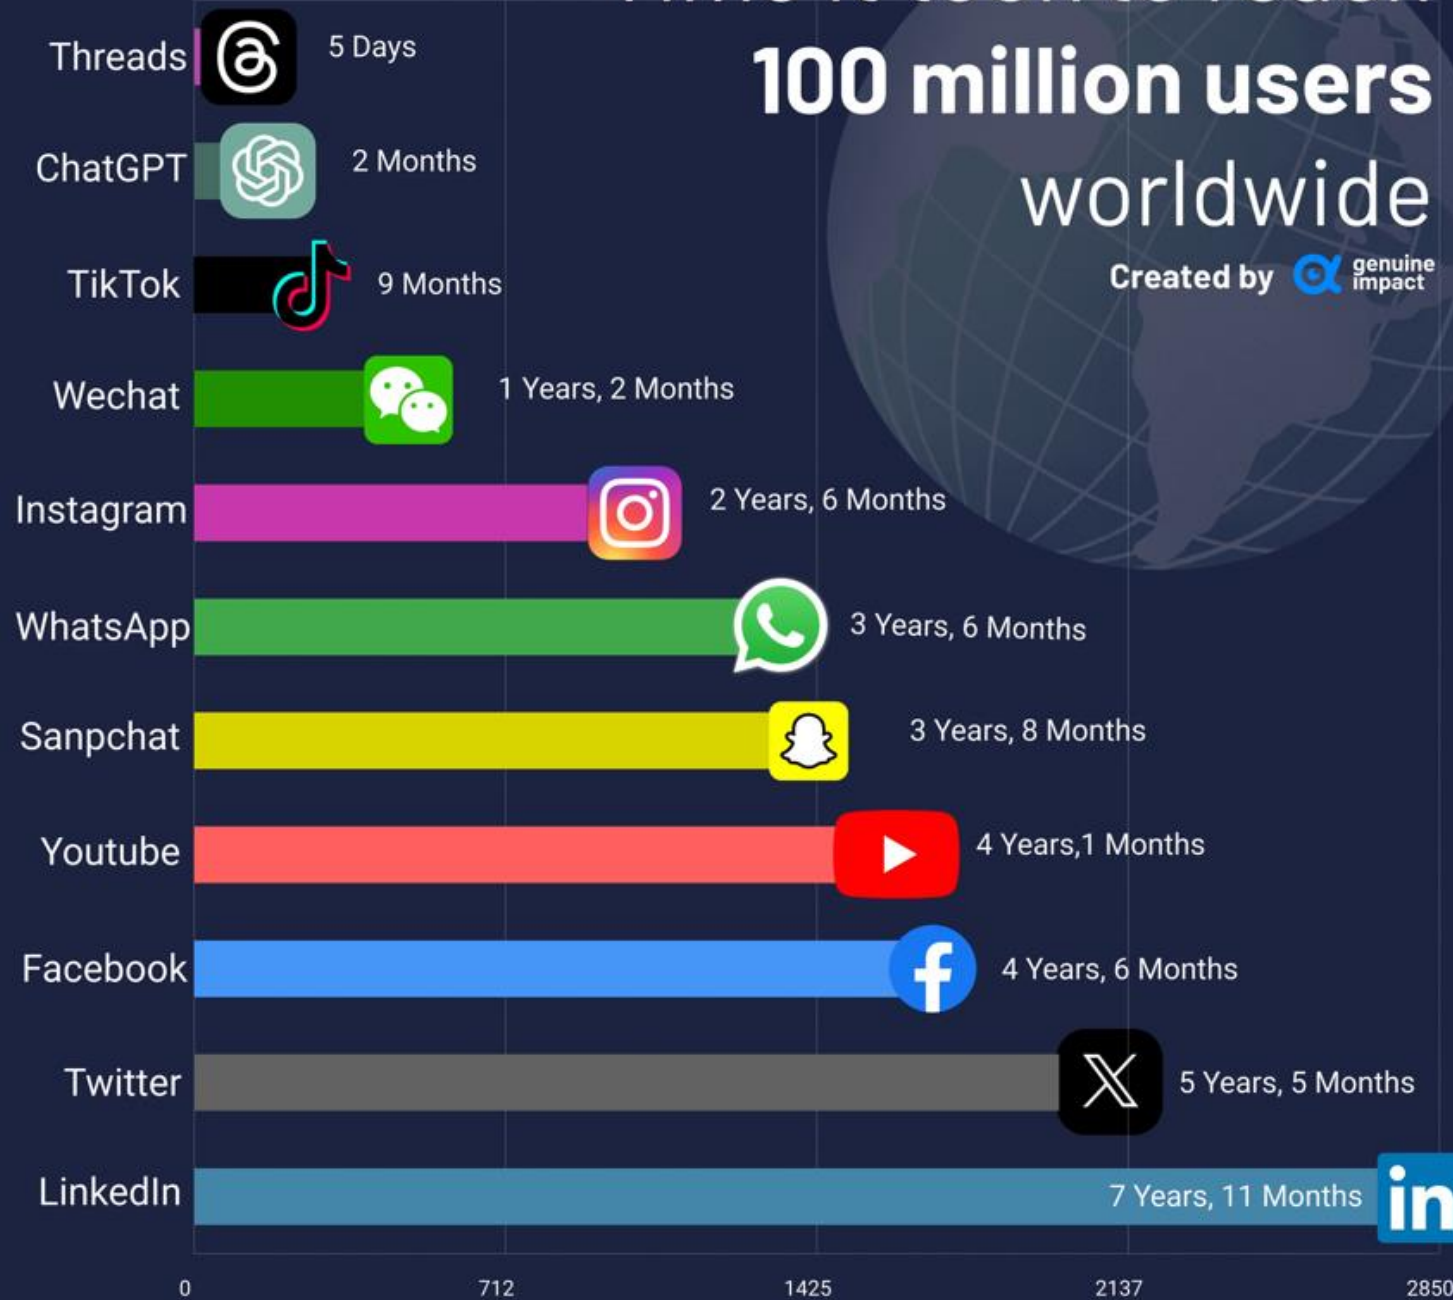 100 million users
worldwide
Created by genuine impact
Threads 5 Days
ChatGPT 2 Months
TikTok 9 Months
Wechat 1 Years, 2 Months
Instagram 2 Years, 6 Months
WhatsApp 3 Years, 6 Months
Sanpchat 3 Years, 8 Months
Youtube 4 Years,1 Months
Facebook 4 Years, 6 Months
Twitter 5 Years, 5 Months
LinkedIn 7 Years, 11 Months in
0 712 1425 2137 2850